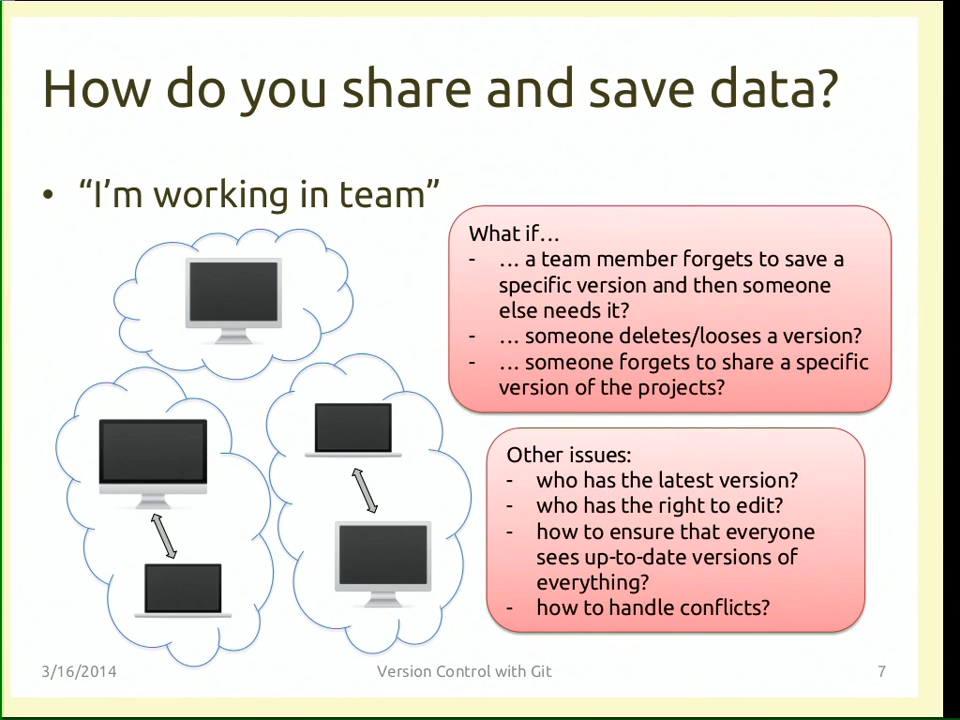 How do you share and save data?
• “I’m working in team”
What if…
- … a team member forgets to save a
specific version and then someone
else needs it?
- … someone deletes/looses a version?
- … someone forgets to share a specific
version of the projects?
Other issues:
- who has the latest version?
- who has the right to edit?
- how to ensure that everyone
sees up-to-date versions of
everything?
- how to handle conflicts?
3/16/2014
Version Control with Git
7